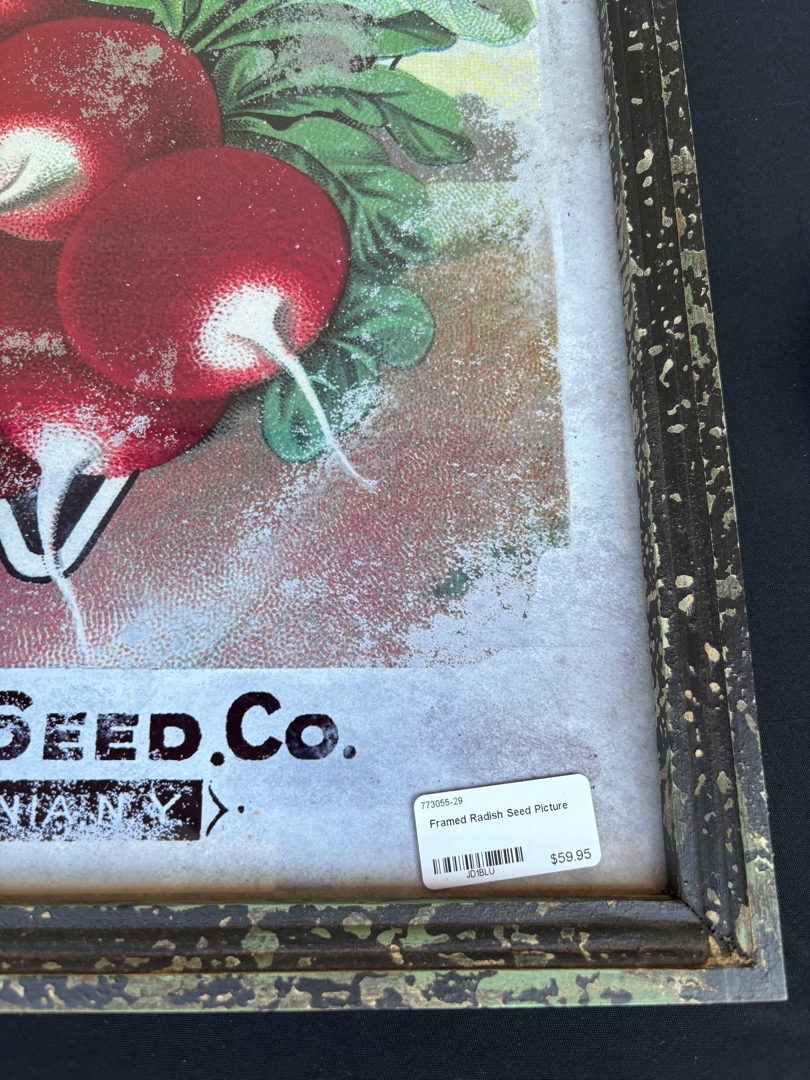 SEED.CO.
NIA N.Y.
773055-29
Framed Radish Seed Picture
JD1BLU
$59.95